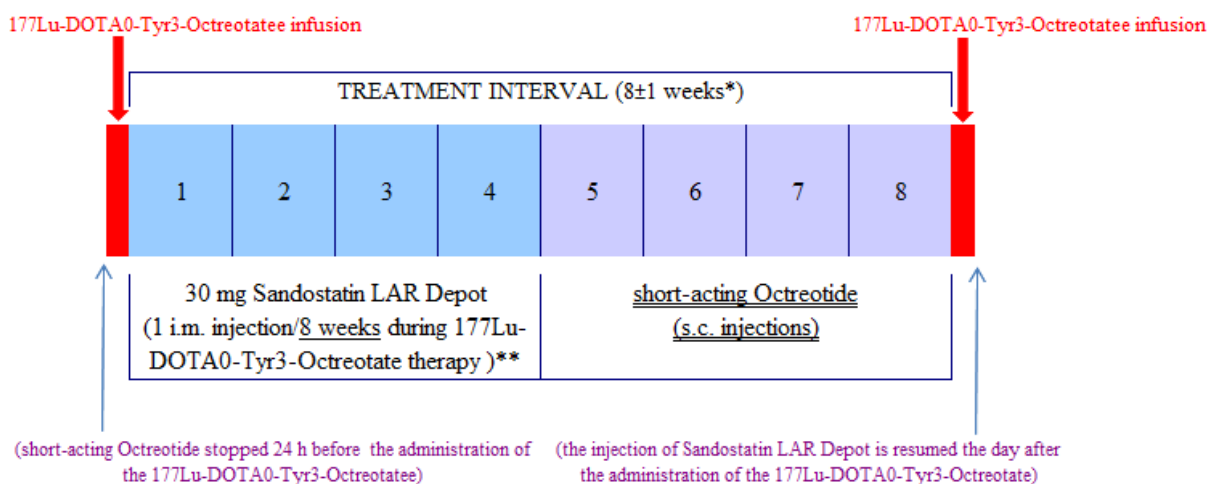 177Lu-DOTA0-Tyr3-Octreotatee infusion
177Lu-DOTA0-Tyr3-Octreotatee infusion
TREATMENT INTERVAL (8±1 weeks*)
1 2 3 4 5 6 7 8
30 mg Sandostatin LAR Depot
(1 i.m. injection/8 weeks during 177Lu-
DOTA0-Tyr3-Octreotate therapy )**
short-acting Octreotide
(s.c. injections)
(short-acting Octreotide stopped 24 h before the administration of
the 177Lu-DOTA0-Tyr3-Octreotatee)
(the injection of Sandostatin LAR Depot is resumed the day after
the administration of the 177Lu-DOTA0-Tyr3-Octreotate)